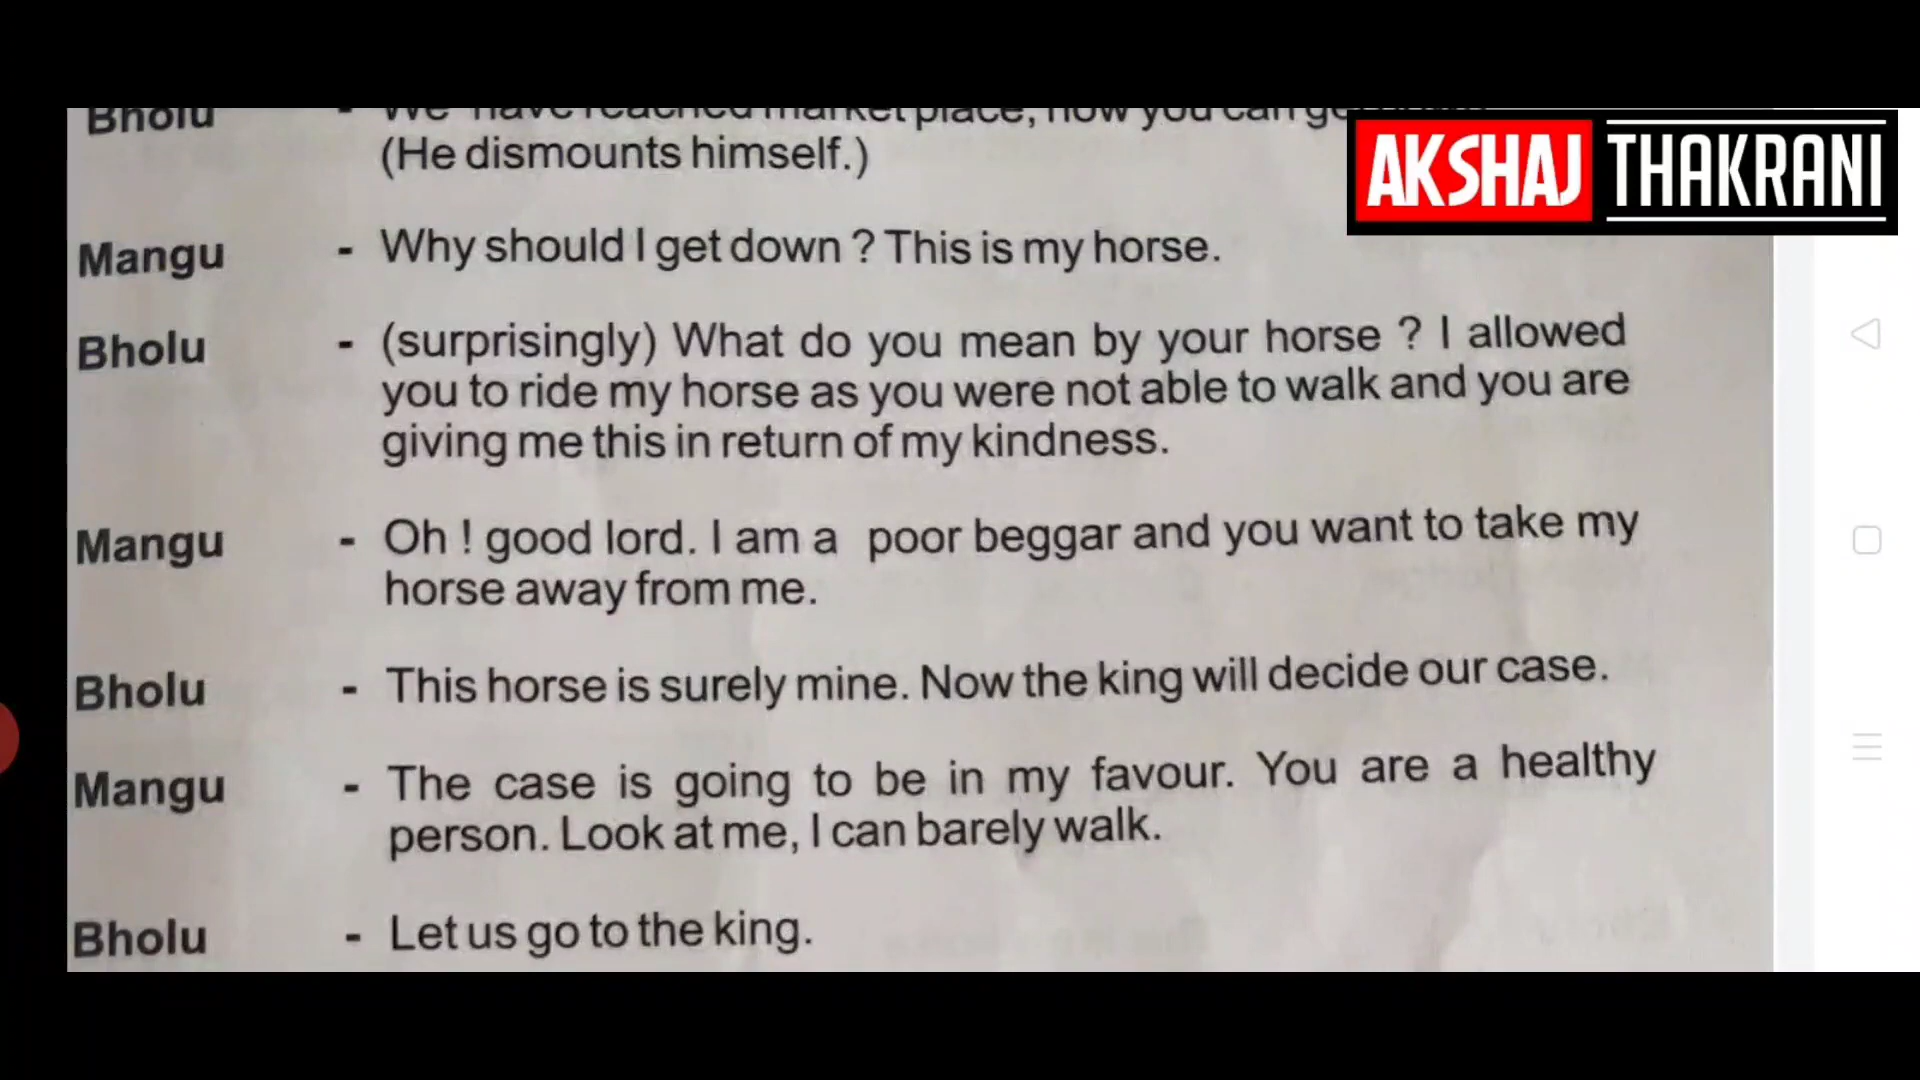 Bholu - We have reached market place, now you can
(He dismounts himself.)
AKSHAJ THAKRANI
Mangu - Why should I get down ? This is my horse.
Bholu - (surprisingly) What do you mean by your horse ? I allowed
you to ride my horse as you were not able to walk and you are
giving me this in return of my kindness.
Mangu - Oh ! good lord. I am a poor beggar and you want to take my
horse away from me.
Bholu - This horse is surely mine. Now the king will decide our case.
Mangu - The case is going to be in my favour. You are a healthy
person. Look at me, I can barely walk.
Bholu - Let us go to the king.